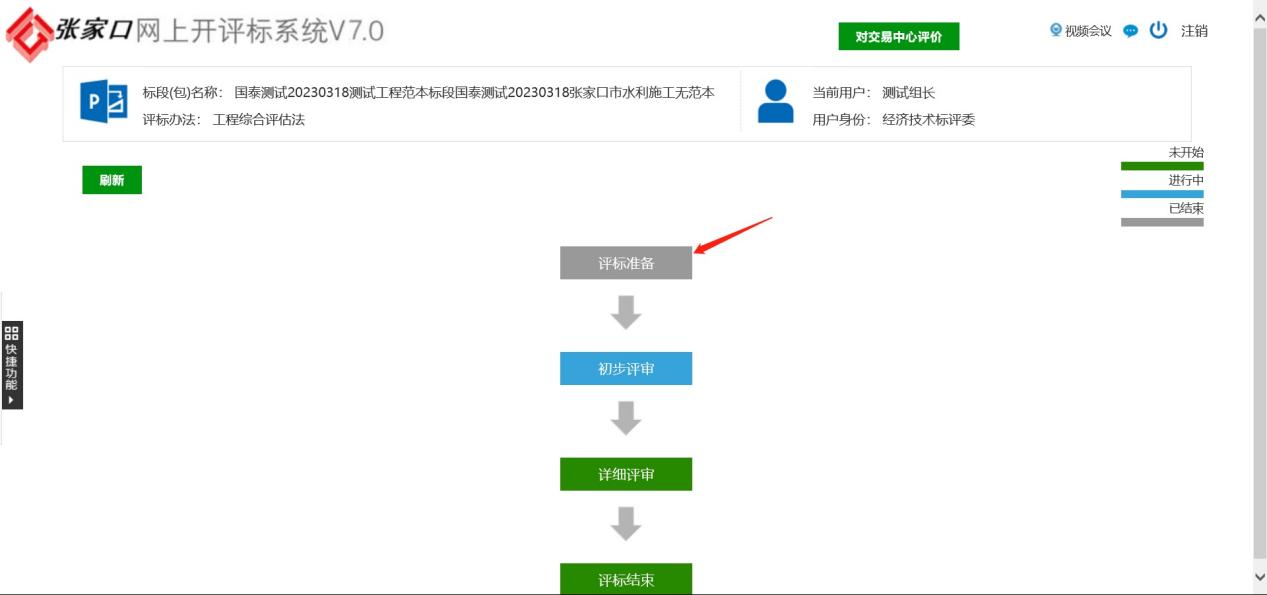 张家口网上开评标系统V7.0
对交易中心评价
视频会议
注销
标段(包)名称： 国泰测试20230318测试工程范本标段国泰测试20230318张家口市水利施工无范本
评标办法： 工程综合评估法
当前用户： 测试组长
用户身份： 经济技术标评委
未开始
进行中
已结束
刷新
评标准备
初步评审
详细评审
评标结束
快捷功能